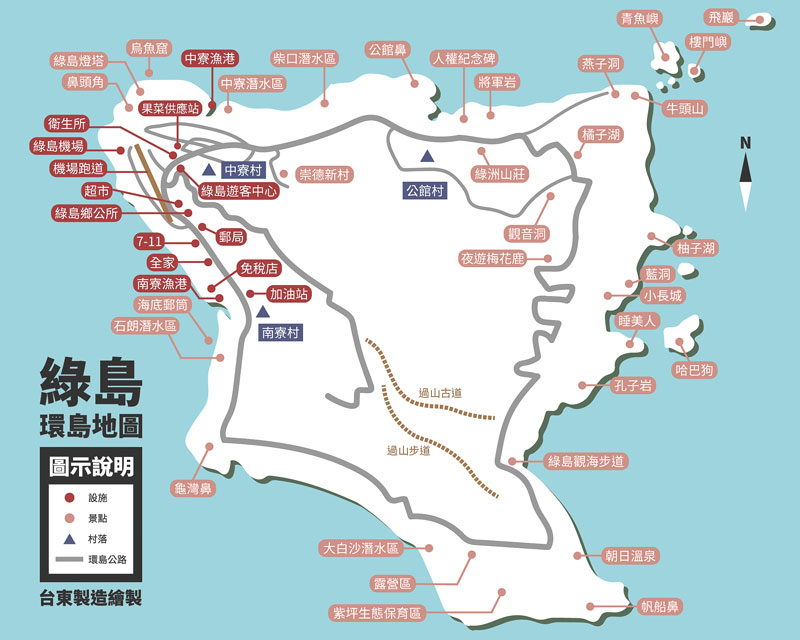 青魚嶼
飛巖
樓門嶼
烏魚窟
公館鼻
綠島燈塔
中寮漁港
柴口潛水區
人權紀念碑
燕子洞
鼻頭角
中寮潛水區
將軍岩
果菜供應站
牛頭山
衛生所
橘子湖
綠島機場
機場跑道
中寮村
崇德新村
綠洲山莊
超市
綠島遊客中心
公館村
綠島鄉公所
7-11
郵局
觀音洞
柚子湖
全家
免稅店
夜遊梅花鹿
藍洞
南寮漁港
加油站
小長城
海底郵筒
石朗潛水區
南寮村
睡美人
哈巴狗
孔子岩
過山古道
過山步道
綠島觀海步道
龜灣鼻
大白沙潛水區
朝日溫泉
露營區
紫坪生態保育區
帆船鼻
N
綠島
環島地圖
圖示說明
設施
景點
村落
環島公路
台東製造繪製